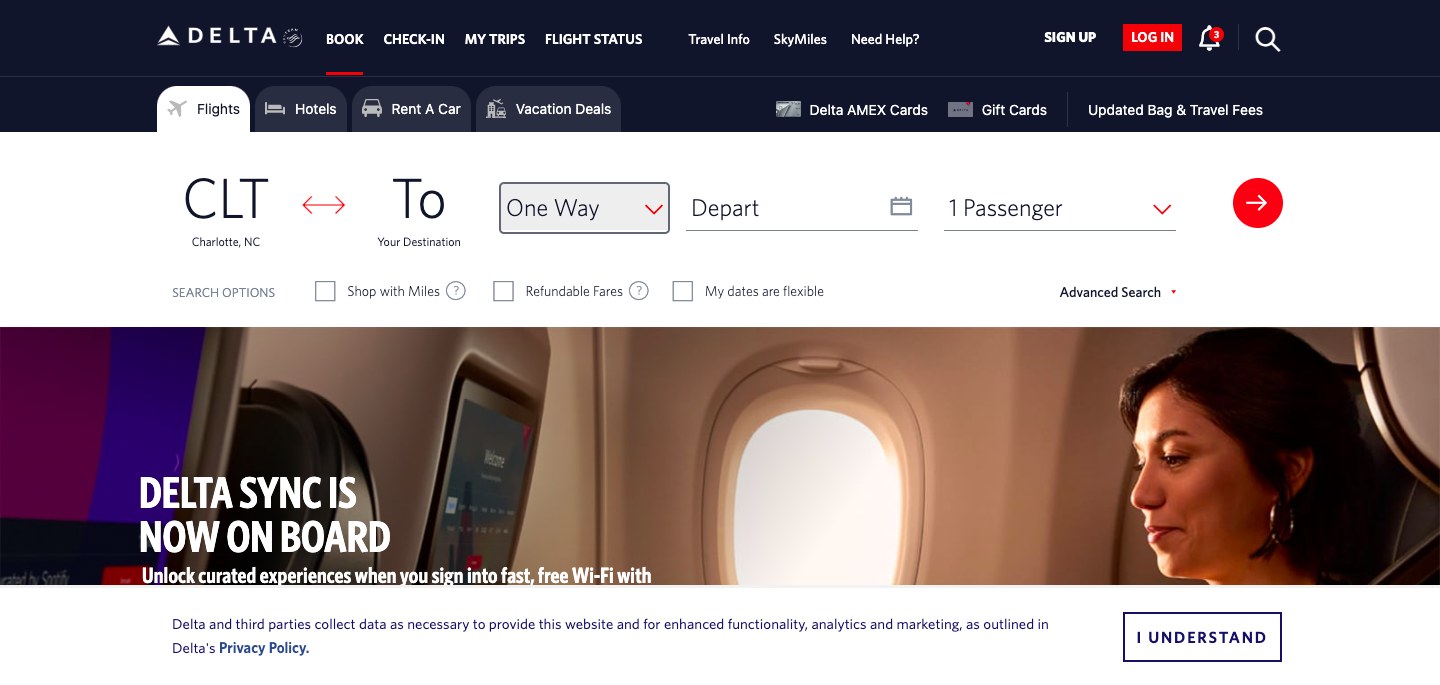 DELTA
BOOK CHECK-IN MY TRIPS FLIGHT STATUS Travel Info SkyMiles Need Help? SIGN UP LOG IN 3
Flights Hotels Rent A Car Vacation Deals Delta AMEX Cards Gift Cards Updated Bag & Travel Fees
CLT To One Way Depart 1 Passenger
Charlotte, NC Your Destination
SEARCH OPTIONS Shop with Miles ? Refundable Fares ? My dates are flexible Advanced Search
Welcome
DELTA SYNC IS
NOW ON BOARD
Unlock curated experiences when you sign into fast, free Wi-Fi with
Delta and third parties collect data as necessary to provide this website and for enhanced functionality, analytics and marketing, as outlined in
Delta's Privacy Policy.
I UNDERSTAND